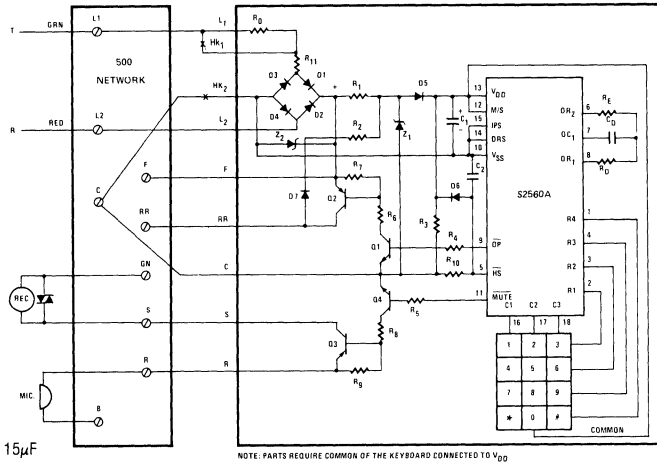 T GRN L1 L1 R0
Hk1
500
NETWORK
R11
D3 D1
HK2
D4 D2
+
R1 D5
R2
Z2
Z1
+
C1
-
C2
R RED L2 L2
13 VDD
12 M/S
15 IPS
14 DRS
10 VSS
OR2 6 RE
OC1 7 CD
OR1 8 RD
S2560A
F F R7
C
D7 Q2
D6
RR RR
R6
R3
Q1 R4 9 OP
GN C R10 5 HS
R4 1
R3 4
R2 3
R1 2
REC
Q4 R5 11 MUTE
C1 C2 C3
16 17 18
S S
R8
Q3
R R
R9
MIC.
B
1 2 3
4 5 6
7 8 9
* 0 #
COMMON
15μF
NOTE: PARTS REQUIRE COMMON OF THE KEYBOARD CONNECTED TO VDD